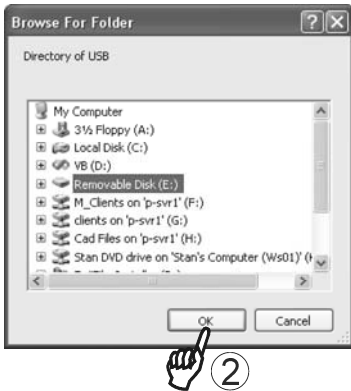 Browse For Folder
Directory of USB
My Computer
3½ Floppy (A:)
Local Disk (C:)
VB (D:)
Removable Disk (E:)
M_Clients on 'p-svr1' (F:)
clients on 'p-svr1' (G:)
Cad Files on 'p-svr1' (H:)
Stan DVD drive on 'Stan's Computer (Ws01)' (
OK
Cancel
2